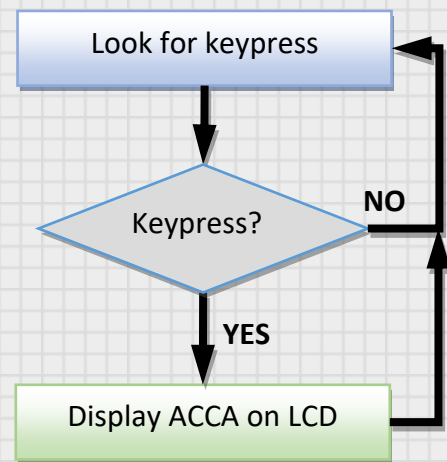 Look for keypress
Keypress?
NO
YES
Display ACCA on LCD